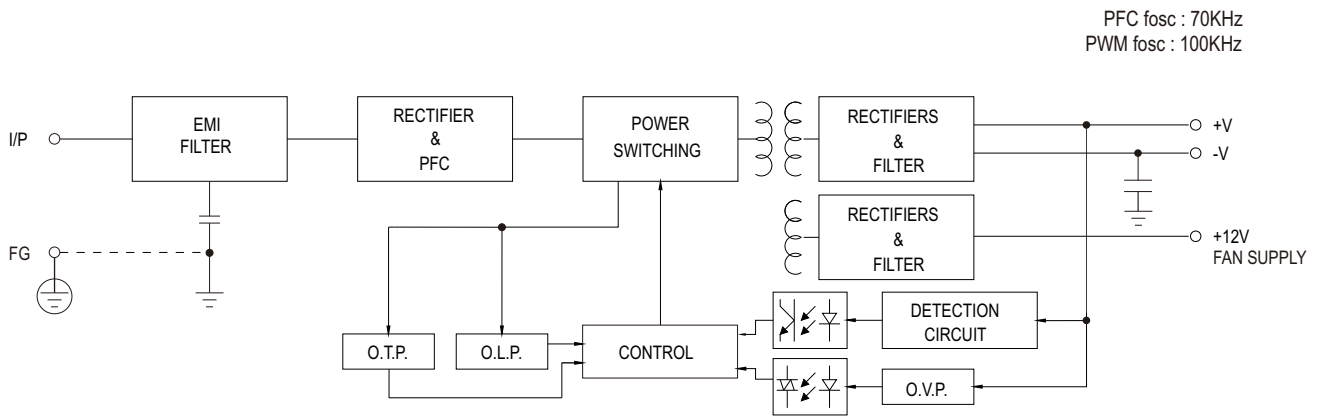 PFC fosc : 70KHz
PWM fosc : 100KHz
I/P
EMI
FILTER
RECTIFIER
&
PFC
POWER
SWITCHING
RECTIFIERS
&
FILTER
+V
-V
FG
RECTIFIERS
&
FILTER
+12V
FAN SUPPLY
O.T.P.
O.L.P.
CONTROL
DETECTION
CIRCUIT
O.V.P.